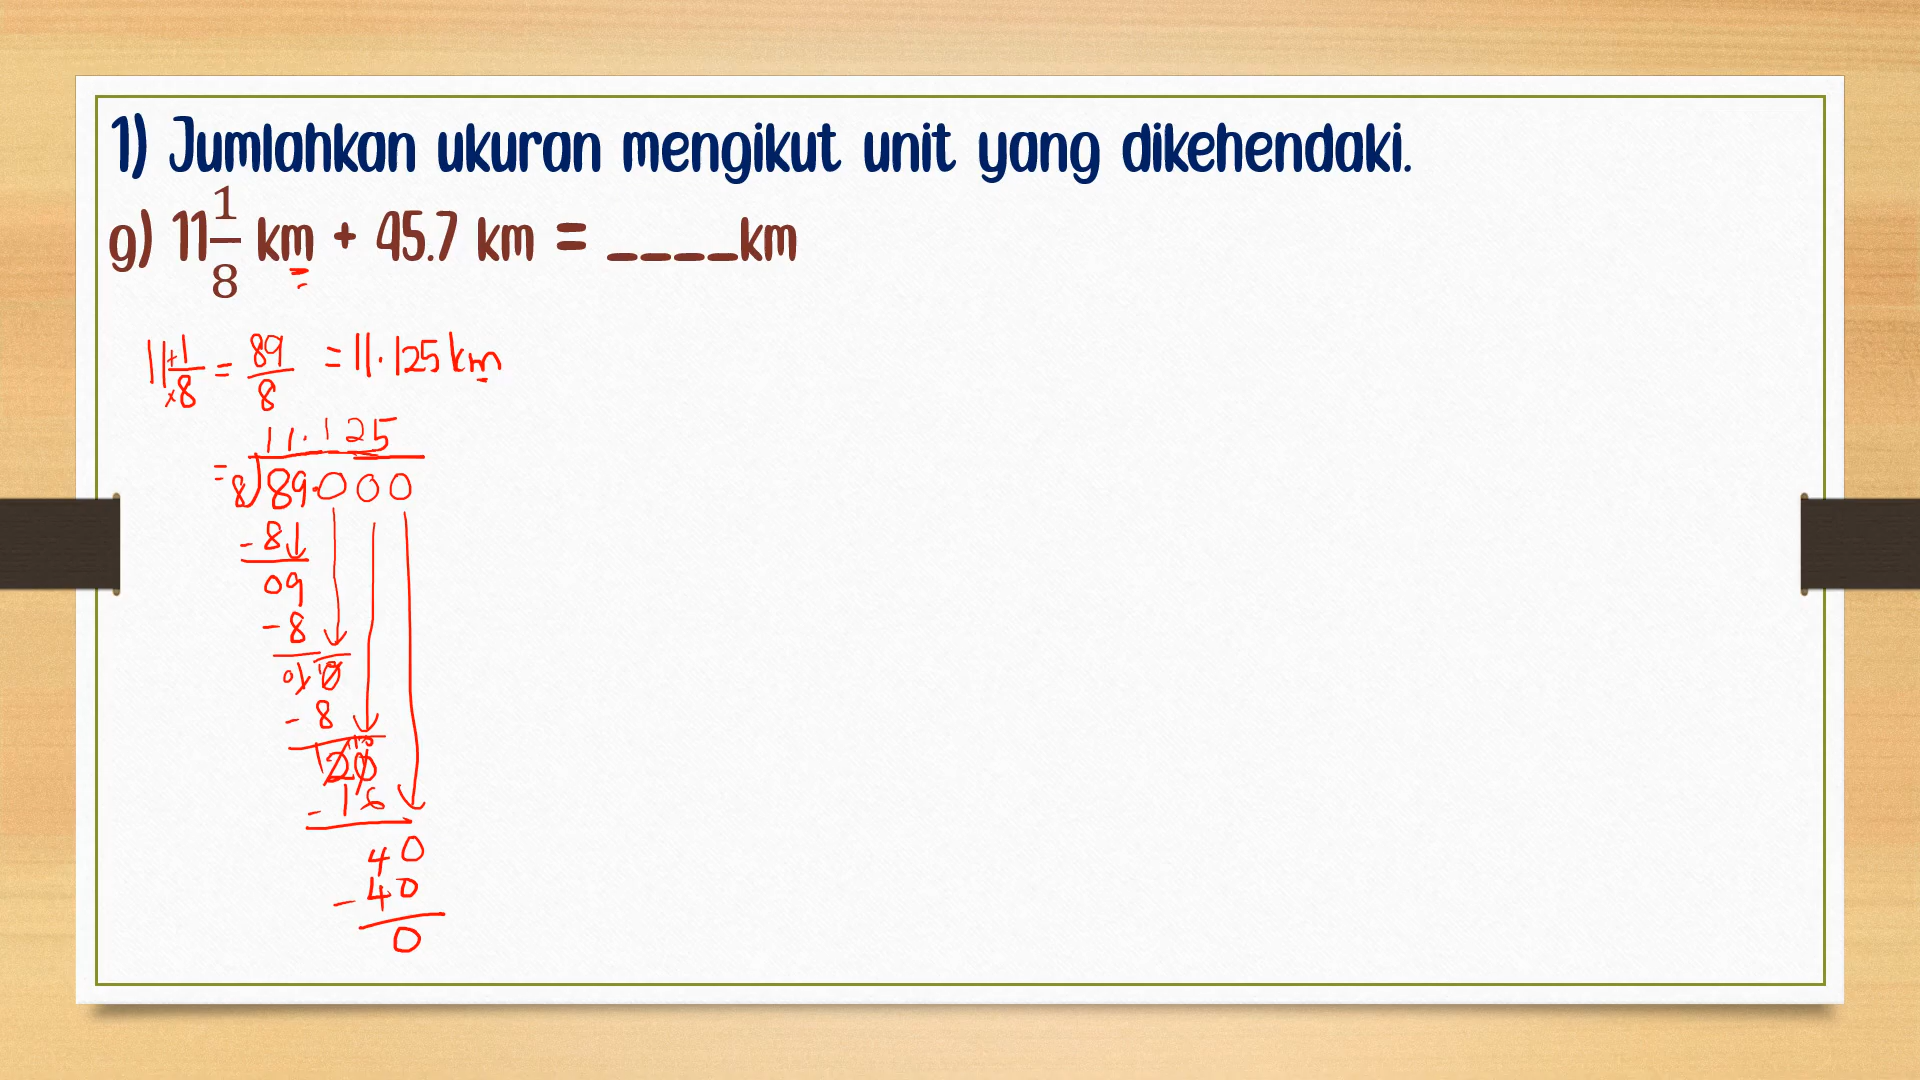 1) Jumlahkan ukuran mengikut unit yang dikehendaki.
g) 11 1/8 km + 45.7 km = ____km
11 + 1/× 8 = 89/8 = 11.125 km
11.125
= 8 89.000
- 8
09
- 8
010
- 8
20
- 16
40
- 40
0